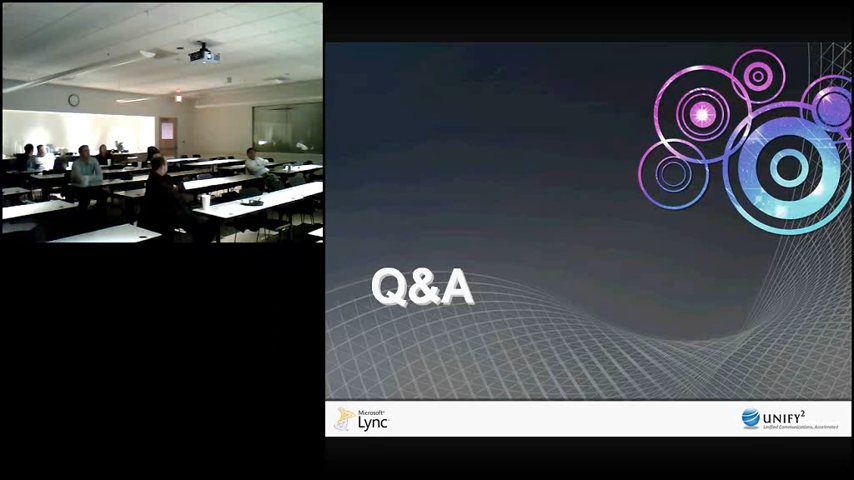 Q&A
Microsoft®
Lync
UNIFY²
Unified Communications, Accelerated